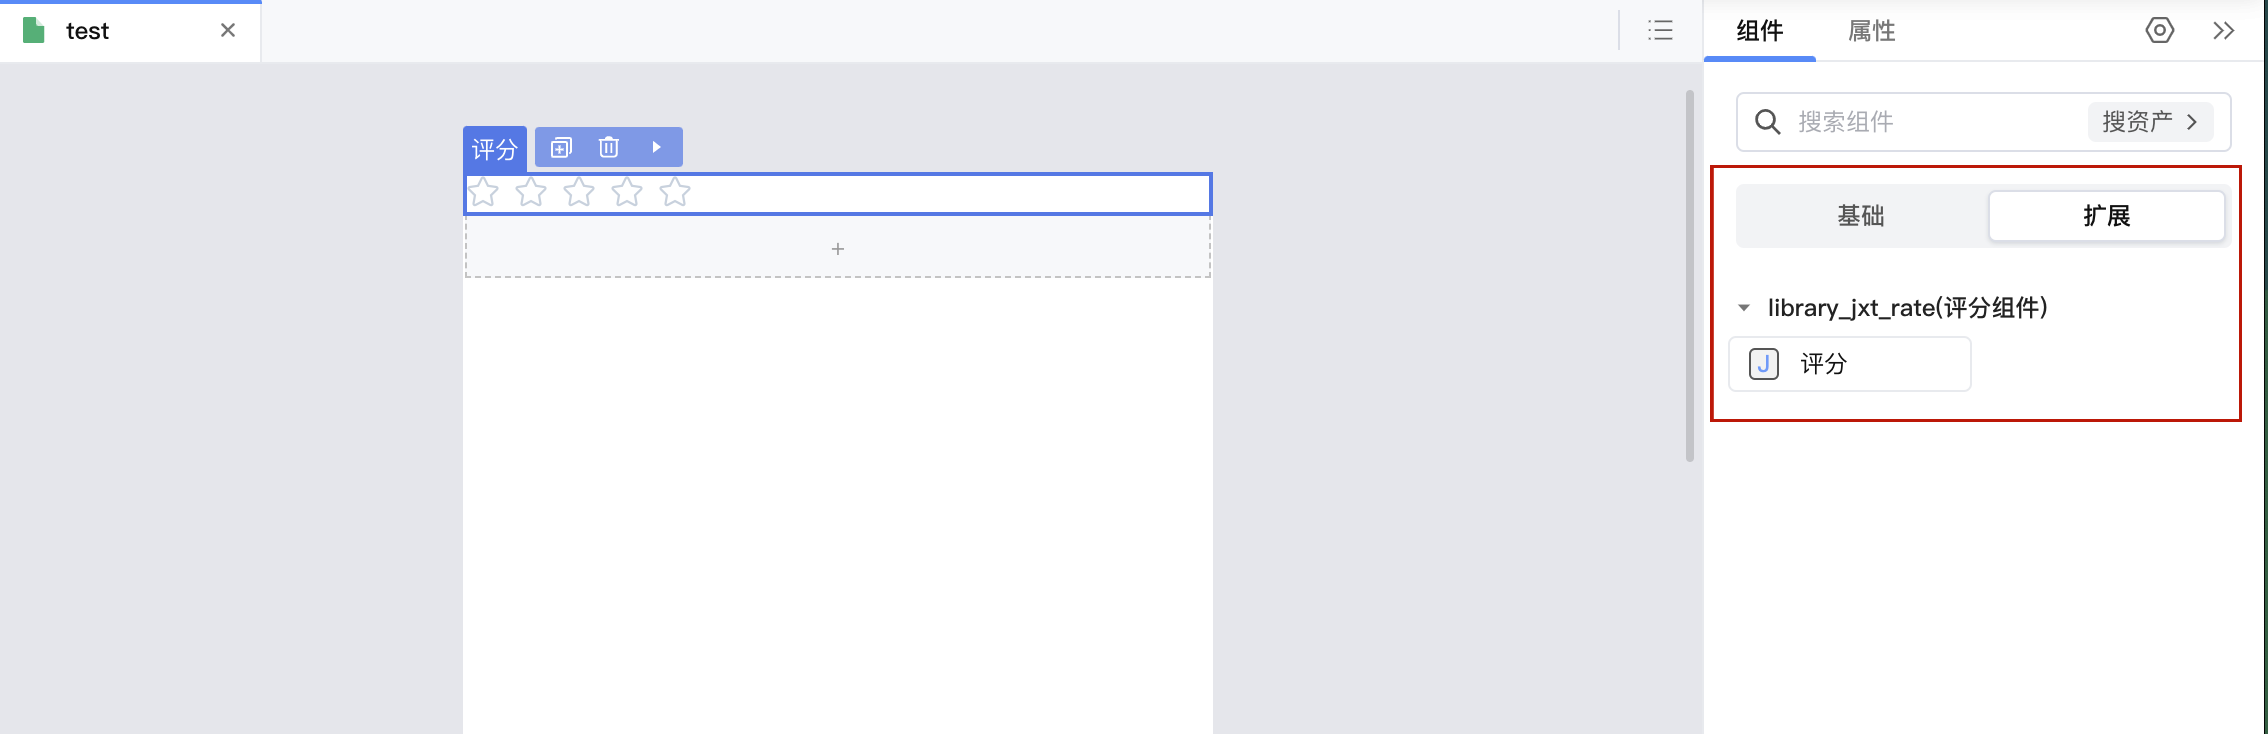 test
组件 属性
搜索组件 搜资产
评分
基础 扩展
library_jxt_rate(评分组件)
J 评分